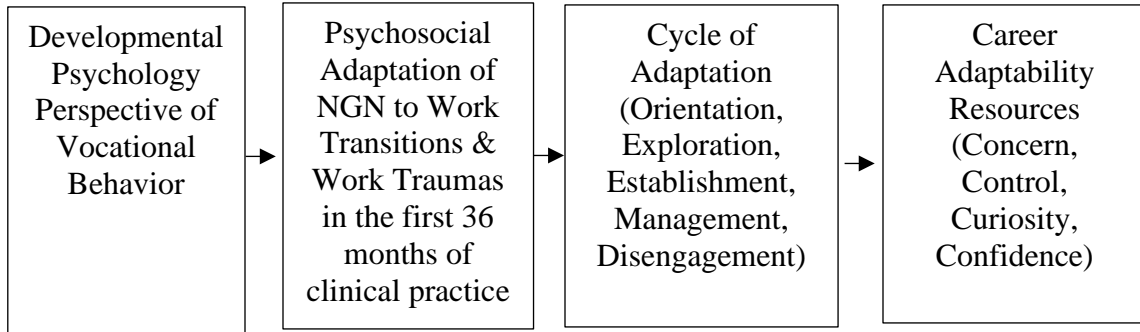 Developmental
Psychology
Perspective of
Vocational
Behavior
Psychosocial
Adaptation of
NGN to Work
Transitions &
Work Traumas
in the first 36
months of
clinical practice
Cycle of
Adaptation
(Orientation,
Exploration,
Establishment,
Management,
Disengagement)
Career
Adaptability
Resources
(Concern,
Control,
Curiosity,
Confidence)